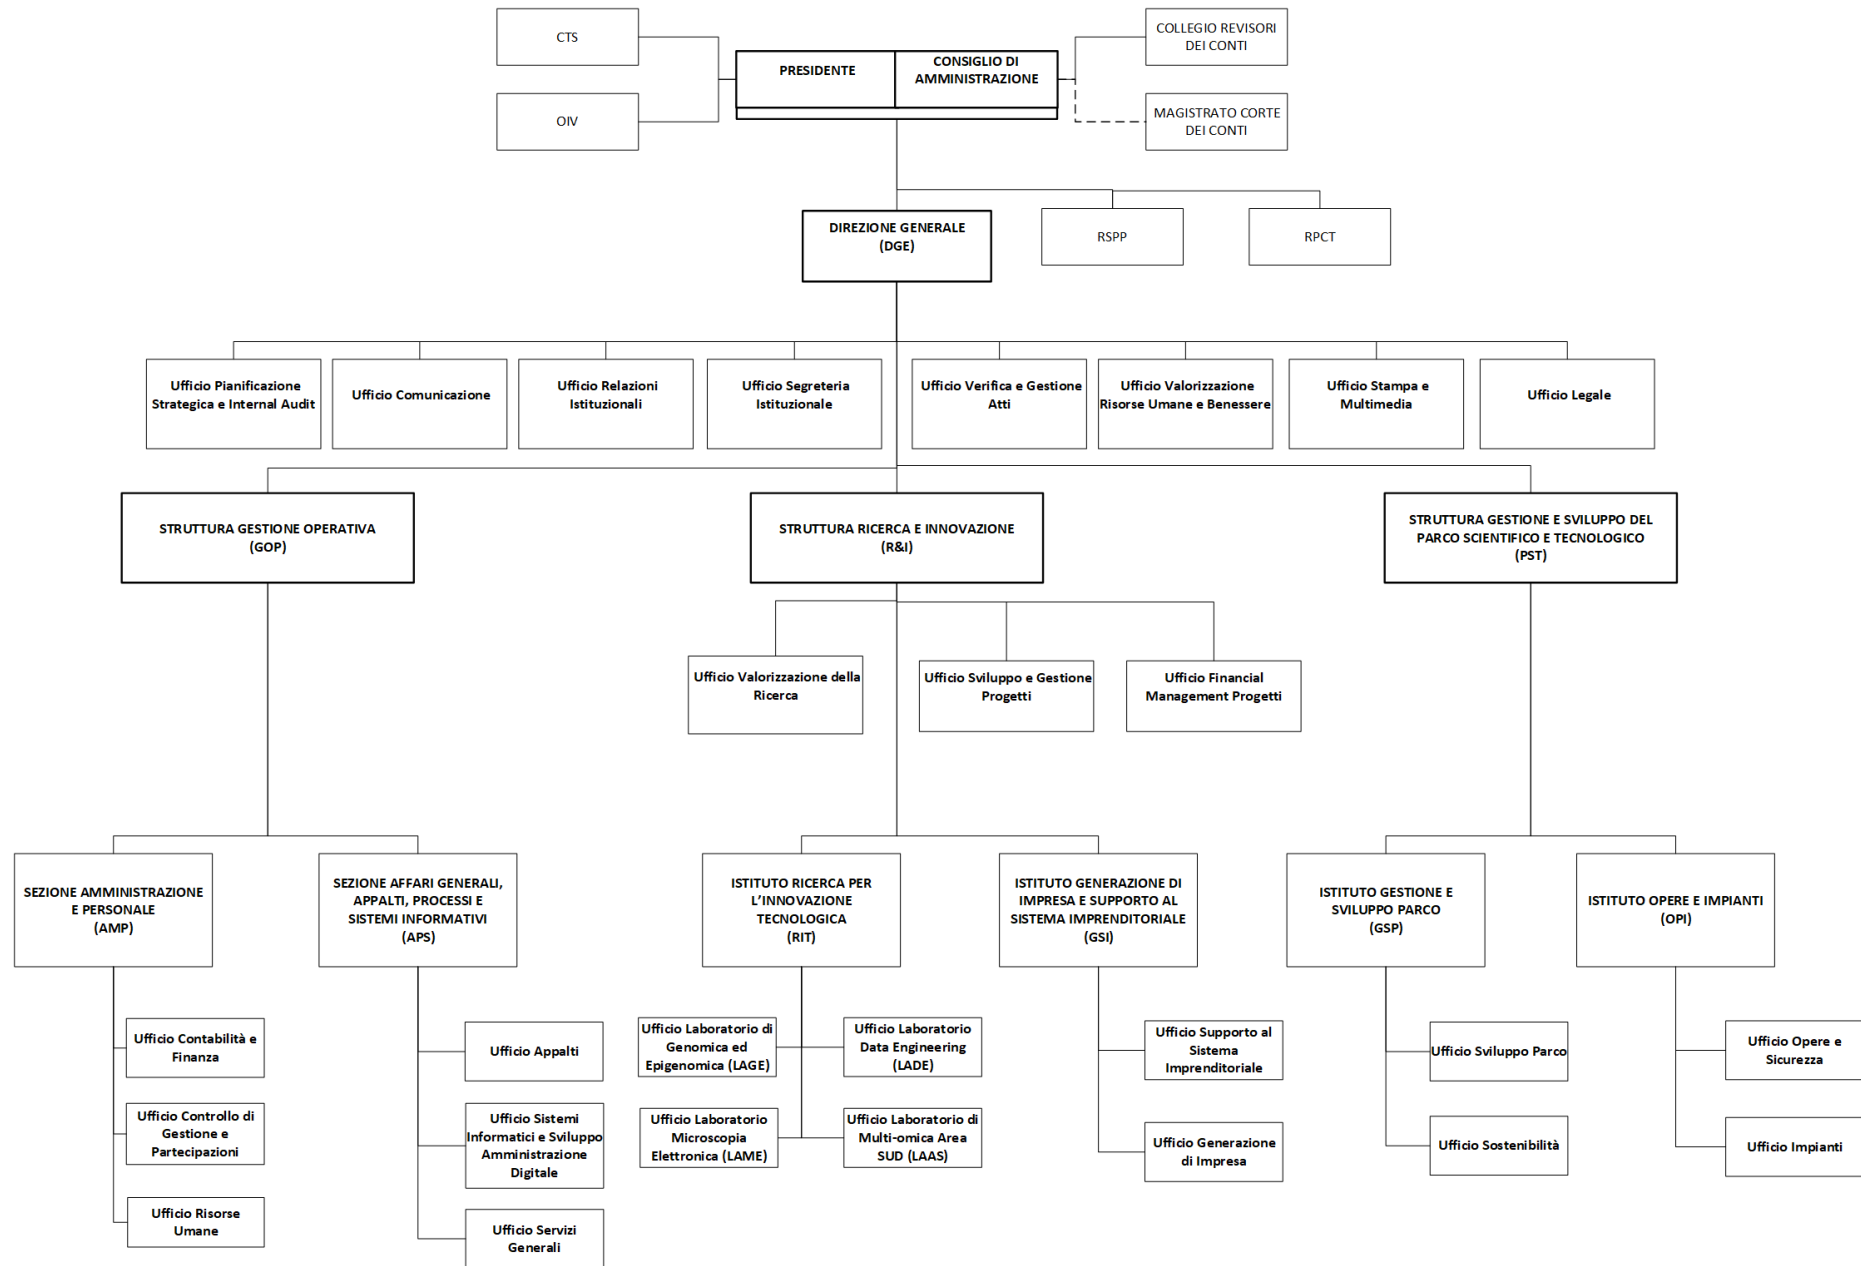 CTS
COLLEGIO REVISORI
DEI CONTI
PRESIDENTE
CONSIGLIO DI
AMMINISTRAZIONE
OIV
MAGISTRATO CORTE
DEI CONTI
DIREZIONE GENERALE
(DGE)
RSPP
RPCT
Ufficio Pianificazione
Strategica e Internal Audit
Ufficio Comunicazione
Ufficio Relazioni
Istituzionali
Ufficio Segreteria
Istituzionale
Ufficio Verifica e Gestione
Atti
Ufficio Valorizzazione
Risorse Umane e Benessere
Ufficio Stampa e
Multimedia
Ufficio Legale
STRUTTURA GESTIONE OPERATIVA
(GOP)
STRUTTURA RICERCA E INNOVAZIONE
(R&I)
STRUTTURA GESTIONE E SVILUPPO DEL
PARCO SCIENTIFICO E TECNOLOGICO
(PST)
Ufficio Valorizzazione della
Ricerca
Ufficio Sviluppo e Gestione
Progetti
Ufficio Financial
Management Progetti
SEZIONE AMMINISTRAZIONE
E PERSONALE
(AMP)
SEZIONE AFFARI GENERALI,
APPALTI, PROCESSI E
SISTEMI INFORMATIVI
(APS)
ISTITUTO RICERCA PER
L’INNOVAZIONE
TECNOLOGICA
(RIT)
ISTITUTO GENERAZIONE DI
IMPRESA E SUPPORTO AL
SISTEMA IMPRENDITORIALE
(GSI)
ISTITUTO GESTIONE E
SVILUPPO PARCO
(GSP)
ISTITUTO OPERE E IMPIANTI
(OPI)
Ufficio Contabilità e
Finanza
Ufficio Controllo di
Gestione e
Partecipazioni
Ufficio Risorse
Umane
Ufficio Appalti
Ufficio Sistemi
Informatici e Sviluppo
Amministrazione
Digitale
Ufficio Servizi
Generali
Ufficio Laboratorio di
Genomica ed
Epigenomica (LAGE)
Ufficio Laboratorio
Data Engineering
(LADE)
Ufficio Laboratorio
Microscopia
Elettronica (LAME)
Ufficio Laboratorio di
Multi-omica Area
SUD (LAAS)
Ufficio Supporto al
Sistema
Imprenditoriale
Ufficio Generazione
di Impresa
Ufficio Sviluppo Parco
Ufficio Sostenibilità
Ufficio Opere e
Sicurezza
Ufficio Impianti